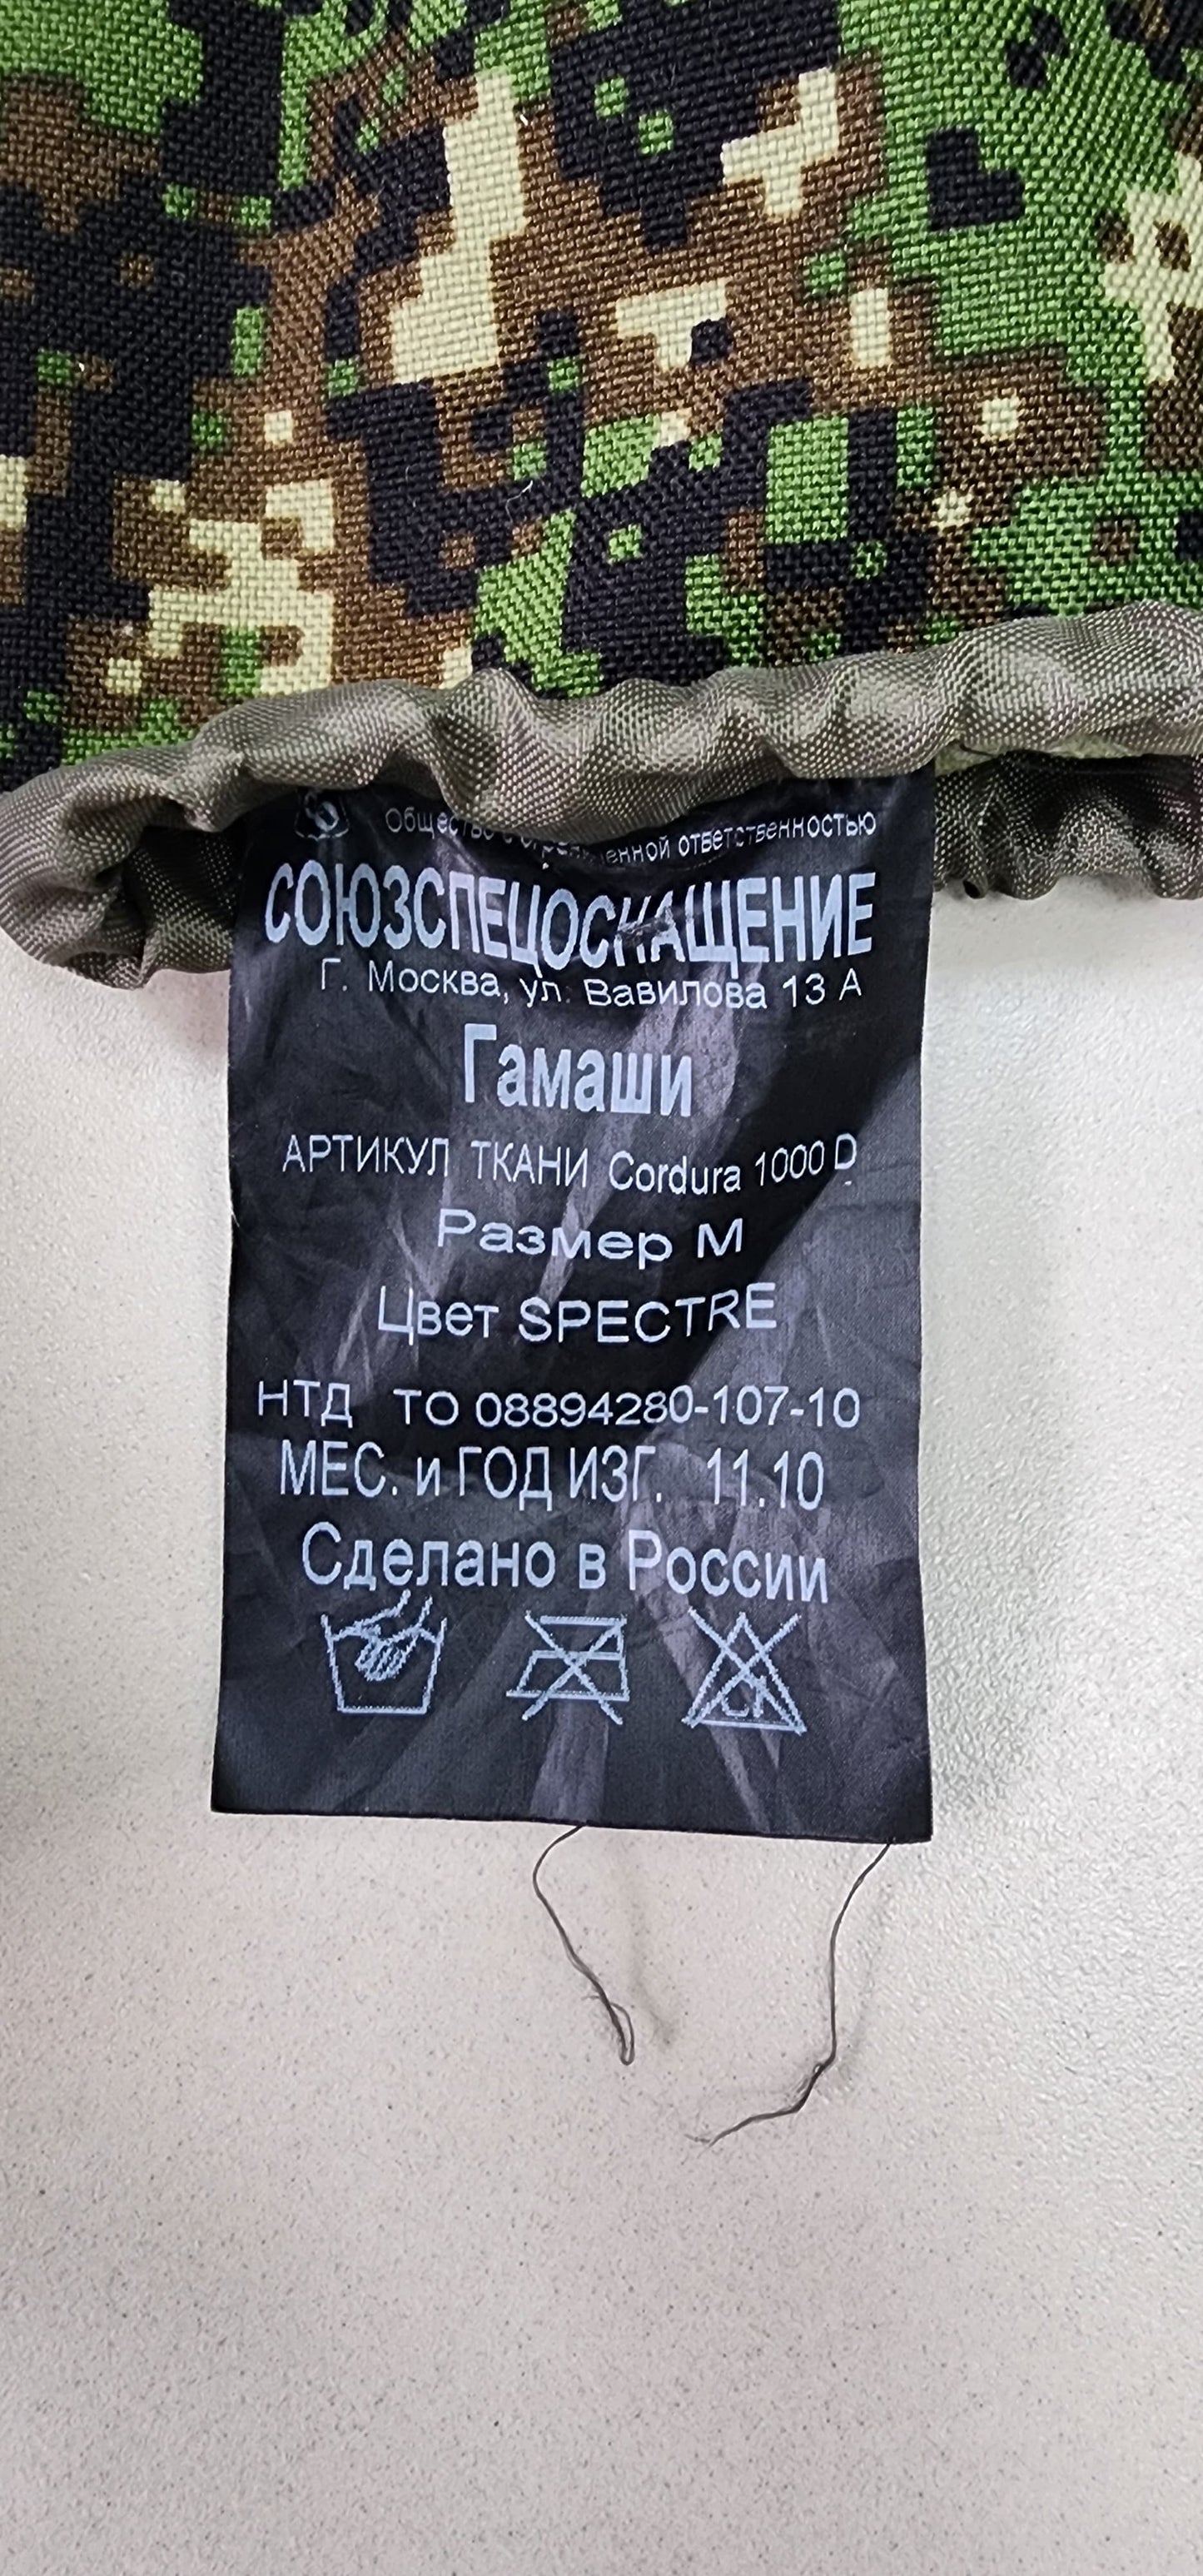 Общество с ограниченной ответственностью
СОЮЗСПЕЦОСНАЩЕНИЕ
Г. Москва, ул. Вавилова 13 А
Гамаши
АРТИКУЛ ТКАНИ Cordura 1000 D
Размер М
Цвет SPECTRE
НТД ТО 08894280-107-10
МЕС. и ГОД ИЗГ. 11.10
Сделано в России
Cl